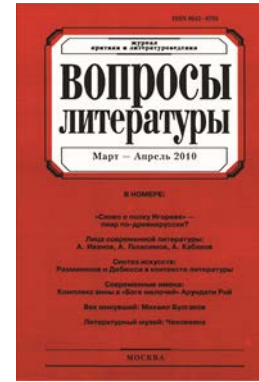 ISSN 0042-8795
журнал
критики и литературоведения
ВОПРОСЫ
ЛИТЕРАТУРЫ
Март — Апрель 2010
В НОМЕРЕ:
«Слово о полку Игореве» —
пиар по-древнерусски?
Лица современной литературы:
А. Иванов, А. Геласимов, А. Кабаков
Синтез искусств:
Рахманинов и Дебюсси в контексте литературы
Современные имена:
Комплекс вины в «Боге мелочей» Арундати Рой
Век минувший: Михаил Булгаков
Литературный музей: Чеховиана
МОСКВА